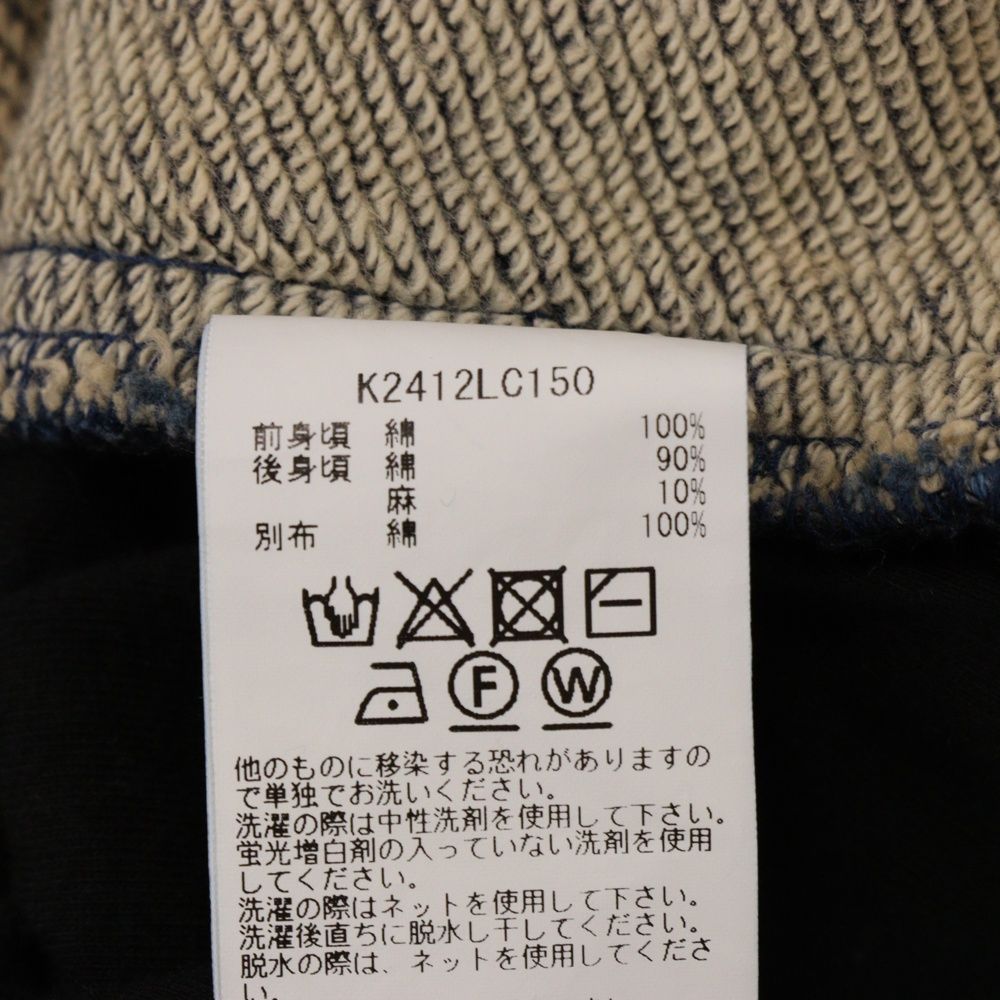 K2412LC150
前身頃 綿 100%
後身頃 綿 90%
麻 10%
別布 綿 100%
F W
他のものに移染する恐れがありますの
で単独でお洗いください。
洗濯の際は中性洗剤を使用して下さい。
蛍光増白剤の入っていない洗剤を使用
してください。
洗濯の際はネットを使用して下さい。
洗濯後直ちに脱水し干してください。
脱水の際は、ネットを使用してくださ
い。